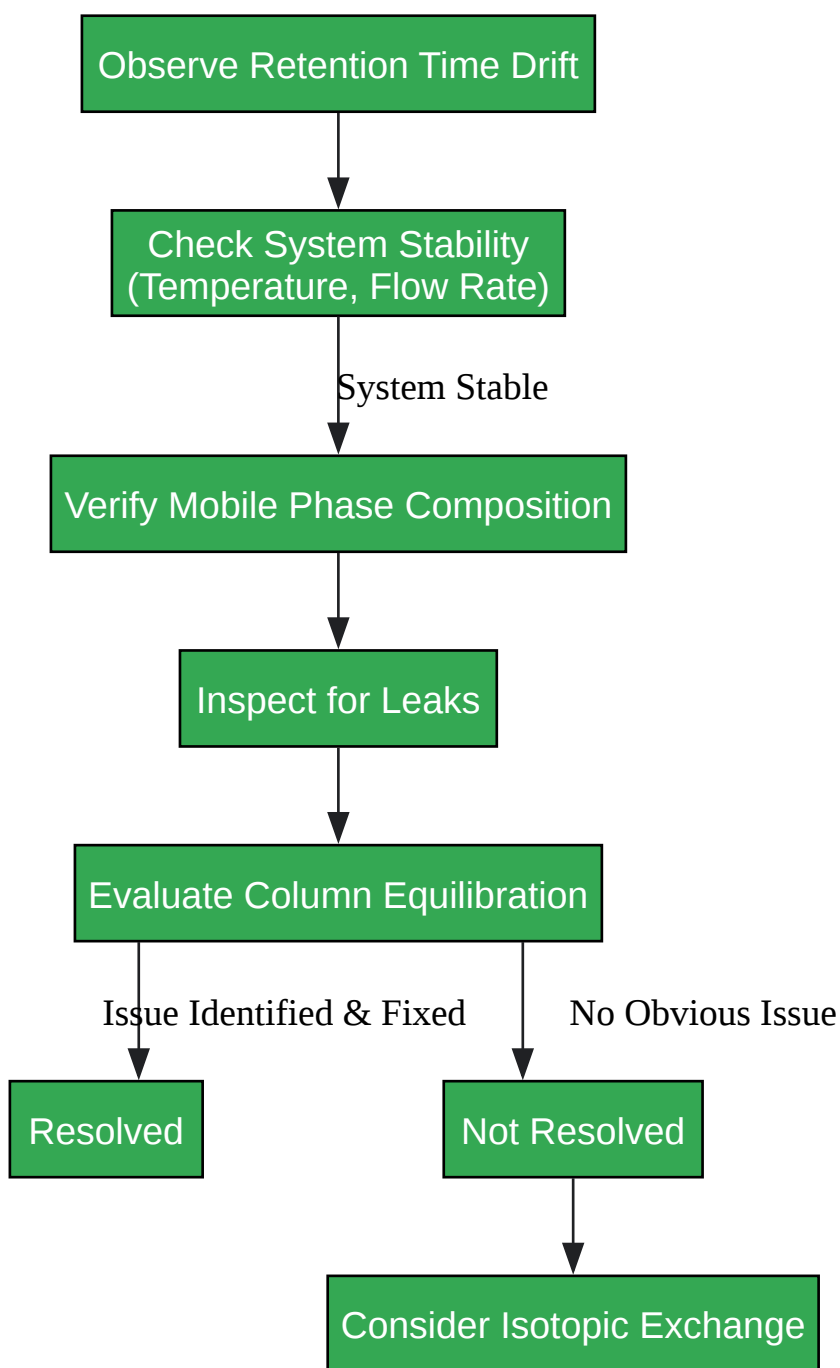 Observe Retention Time Drift
Check System Stability
(Temperature, Flow Rate)
System Stable
Verify Mobile Phase Composition
Inspect for Leaks
Evaluate Column Equilibration
Issue Identified & Fixed
No Obvious Issue
Resolved
Not Resolved
Consider Isotopic Exchange